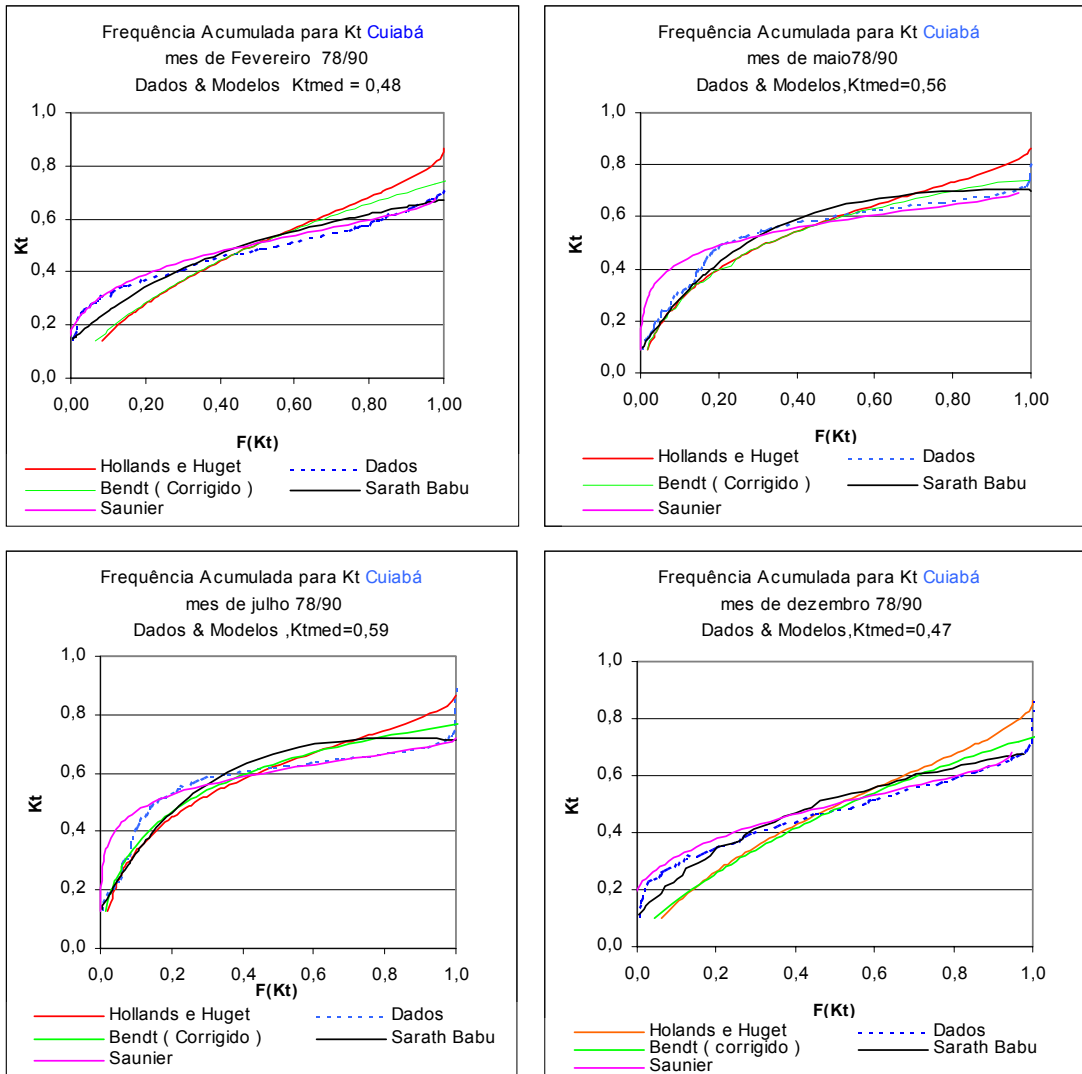 Frequência Acumulada para Kt Cuiabá
mes de Fevereiro 78/90
Dados & Modelos Ktmed = 0,48
1,0
0,8
0,6
0,4
0,2
0,0
Kt
0,00 0,20 0,40 0,60 0,80 1,00
F(Kt)
Hollands e Huget Dados
Bendt ( Corrigido ) Sarath Babu
Saunier
Frequência Acumulada para Kt Cuiabá
mes de maio78/90
Dados & Modelos,Ktmed=0,56
1,0
0,8
0,6
0,4
0,2
0,0
Kt
0,00 0,20 0,40 0,60 0,80 1,00
F(Kt)
Hollands e Huget Dados
Bendt ( Corrigido ) Sarath Babu
Saunier
Frequência Acumulada para Kt Cuiabá
mes de julho 78/90
Dados & Modelos ,Ktmed=0,59
1,0
0,8
0,6
0,4
0,2
0,0
Kt
0,0 0,2 0,4 0,6 0,8 1,0
F(Kt)
Hollands e Huget Dados
Bendt ( Corrigido ) Sarath Babu
Saunier
Frequência Acumulada para Kt Cuiabá
mes de dezembro 78/90
Dados & Modelos,Ktmed=0,47
1,0
0,8
0,6
0,4
0,2
0,0
Kt
0,0 0,2 0,4 0,6 0,8 1,0
F(Kt)
Holands e Huget Dados
Bendt ( corrigido ) Sarath Babu
Saunier